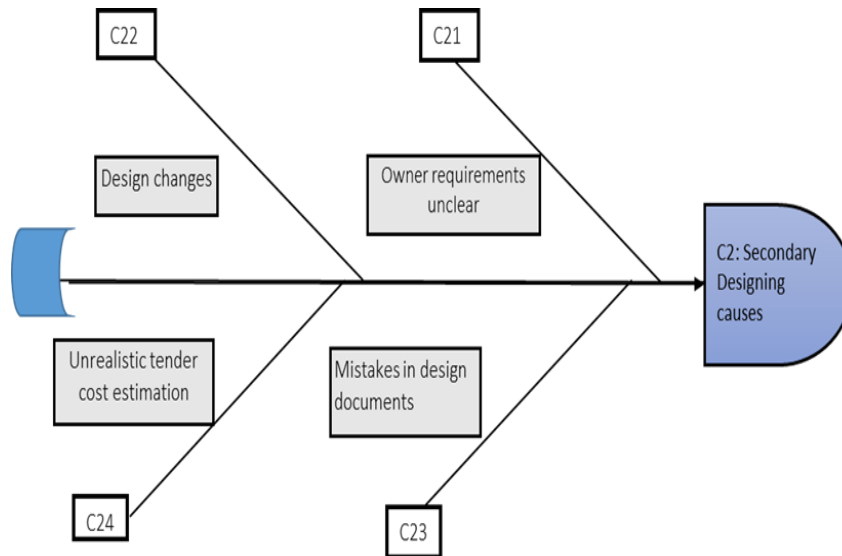 C22
C21
Design changes
Owner requirements
unclear
C2: Secondary
Designing
causes
Unrealistic tender
cost estimation
Mistakes in design
documents
C24
C23